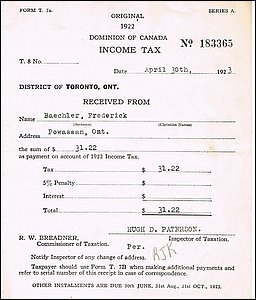 FORM T. 2a. ORIGINAL SERIES A.
1922
DOMINION OF CANADA
INCOME TAX
T. 8 No. Nº 183365
Date April 30th, 1923
DISTRICT OF TORONTO, ONT.
RECEIVED FROM
Name Baechler, Frederick
(Surname) (Christian Names)
Address Powassan, Ont.
the sum of $ 31.22
as payment on account of 1922 Income Tax.
Tax $ 31.22
5% Penalty $
Interest $
Total $ 31.22
HUGH D. PATERSON.
R. W. BREADNER, Inspector of Taxation.
Commissioner of Taxation. Per. RJK
Notify Inspector of any change of address.
Taxpayer should use Form T. 7B when making additional payments and
refer to serial number of this receipt in case of correspondence.
OTHER INSTALMENTS ARE DUE 30th JUNE, 31st Aug., 31st OCT., 1923.